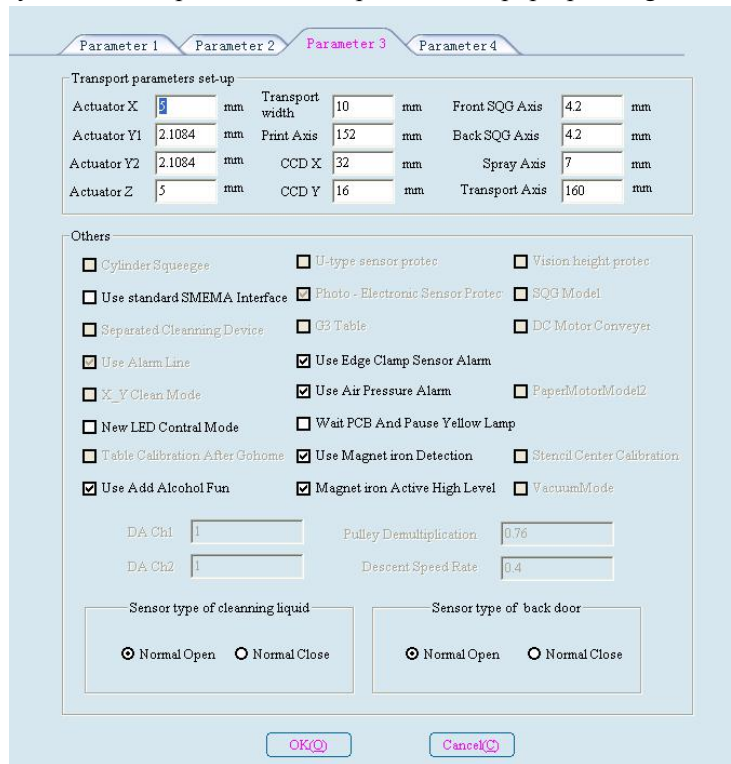 Parameter 1 Parameter 2 Parameter 3 Parameter 4
Transport parameters set-up
Actuator X 5 mm Transport width 10 mm Front SQG Axis 4.2 mm
Actuator Y1 2.1084 mm Print Axis 152 mm Back SQG Axis 4.2 mm
Actuator Y2 2.1084 mm CCD X 32 mm Spray Axis 7 mm
Actuator Z 5 mm CCD Y 16 mm Transport Axis 160 mm
Others
Cylinder Squeegee U-type sensor protec Vision height protec
Use standard SMEMA Interface Photo - Electronic Sensor Protec SQG Model
Separated Cleanning Device G3 Table DC Motor Conveyer
Use Alarm Line Use Edge Clamp Sensor Alarm
X_Y Clean Mode Use Air Pressure Alarm PaperMotorModel2
New LED Contral Mode Wait PCB And Pause Yellow Lamp
Table Calibration After Gohome Use Magnet iron Detection Stencil Center Calibration
Use Add Alcohol Fun Magnet iron Active High Level VacuumMode
DA Ch1 1 Pulley Demultiplication 0.76
DA Ch2 1 Descent Speed Rate 0.4
Sensor type of cleanning liquid Sensor type of back door
Normal Open Normal Close Normal Open Normal Close
OK(O) Cancel(C)